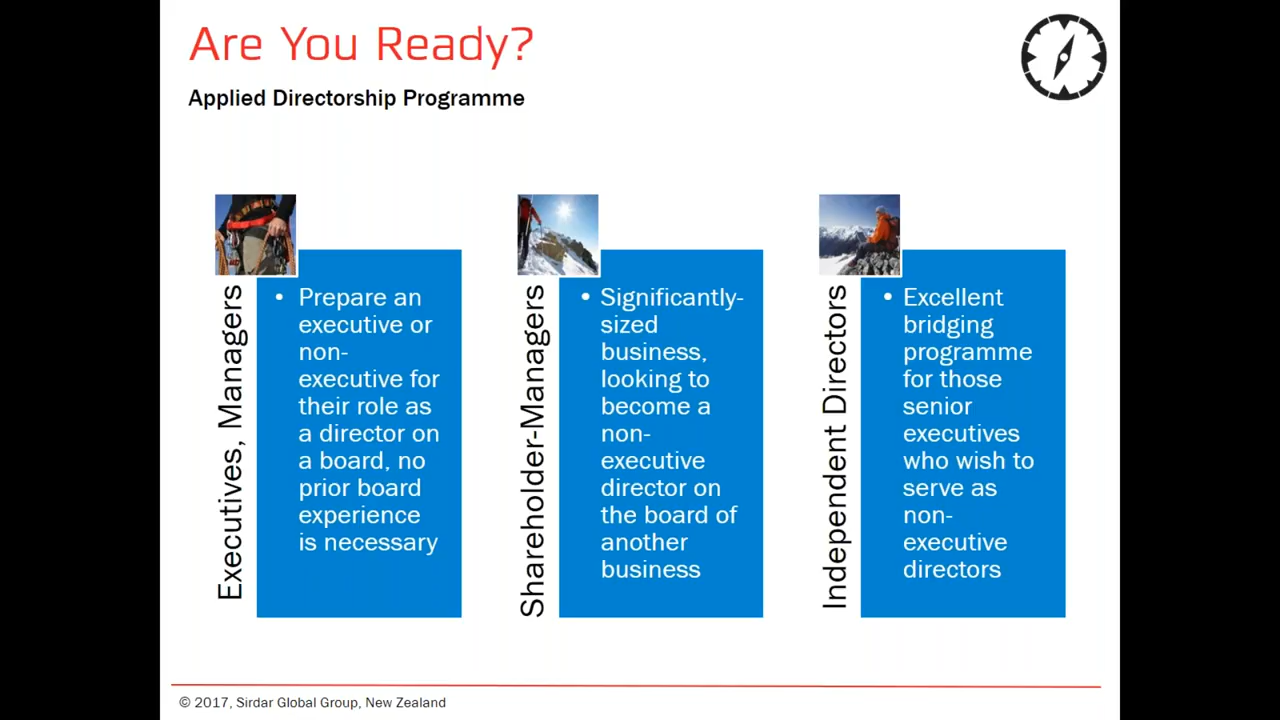 Are You Ready?
Applied Directorship Programme
Executives, Managers
• Prepare an
executive or
non-
executive for
their role as
a director on
a board, no
prior board
experience
is necessary
Shareholder-Managers
• Significantly-
sized
business,
looking to
become a
non-
executive
director on
the board of
another
business
Independent Directors
• Excellent
bridging
programme
for those
senior
executives
who wish to
serve as
non-
executive
directors
© 2017, Sirdar Global Group, New Zealand